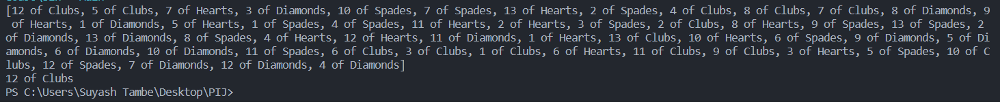 [12 of Clubs, 5 of Clubs, 7 of Hearts, 3 of Diamonds, 10 of Spades, 7 of Spades, 13 of Hearts, 2 of Spades, 4 of Clubs, 8 of Clubs, 7 of Clubs, 8 of Diamonds, 9
of Hearts, 1 of Diamonds, 5 of Hearts, 1 of Spades, 4 of Spades, 11 of Hearts, 2 of Hearts, 3 of Spades, 2 of Clubs, 8 of Hearts, 9 of Spades, 13 of Spades, 2
of Diamonds, 13 of Diamonds, 8 of Spades, 4 of Hearts, 12 of Hearts, 11 of Diamonds, 1 of Hearts, 13 of Clubs, 10 of Hearts, 6 of Spades, 9 of Diamonds, 5 of Di
amonds, 6 of Diamonds, 10 of Diamonds, 11 of Spades, 6 of Clubs, 3 of Clubs, 1 of Clubs, 6 of Hearts, 11 of Clubs, 9 of Clubs, 3 of Hearts, 5 of Spades, 10 of C
lubs, 12 of Spades, 7 of Diamonds, 12 of Diamonds, 4 of Diamonds]
12 of Clubs
PS C:\Users\Suyash Tambe\Desktop\PIJ>